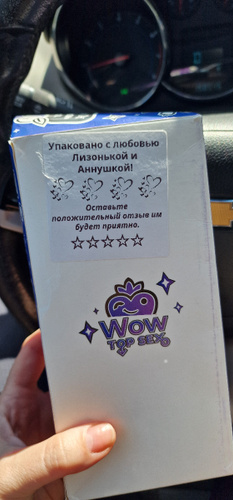 Упаковано с любовью
Лизонькой и
Аннушкой!
Оставьте
положительный отзыв им
будет приятно.
Wow
TOP SEX